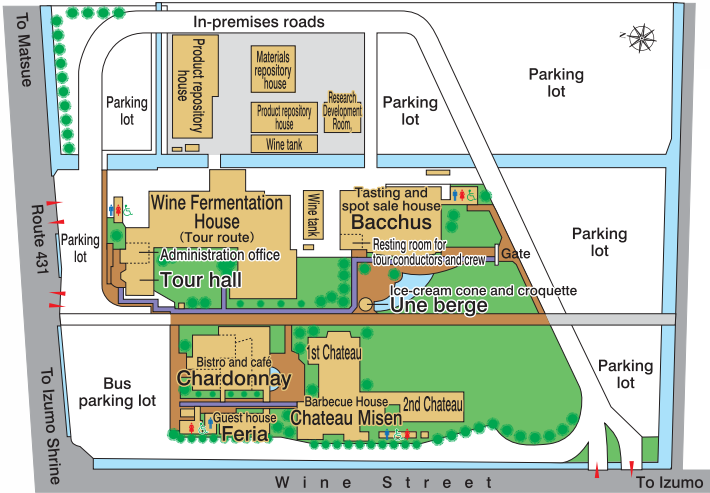 To Matsue
In-premises roads
Product repository
house
Materials
repository
house
Parking
lot
Product repository
house
Research
Development
Room,
Wine tank
Parking
lot
Parking
lot
Wine Fermentation
House
(Tour route)
Wine tank
Tasting and
spot sale house
Bacchus
Route 431
Parking
lot
Administration office
Tour hall
Resting room for
tour conductors and crew
Gate
Parking
lot
Ice-cream cone and croquette
Une berge
1st Chateau
Bistro and café
Chardonnay
Parking
lot
To Izumo Shrine
Bus
parking lot
Barbecue House
Chateau Misen
2nd Chateau
Guest house
Feria
Wine Street
To Izumo